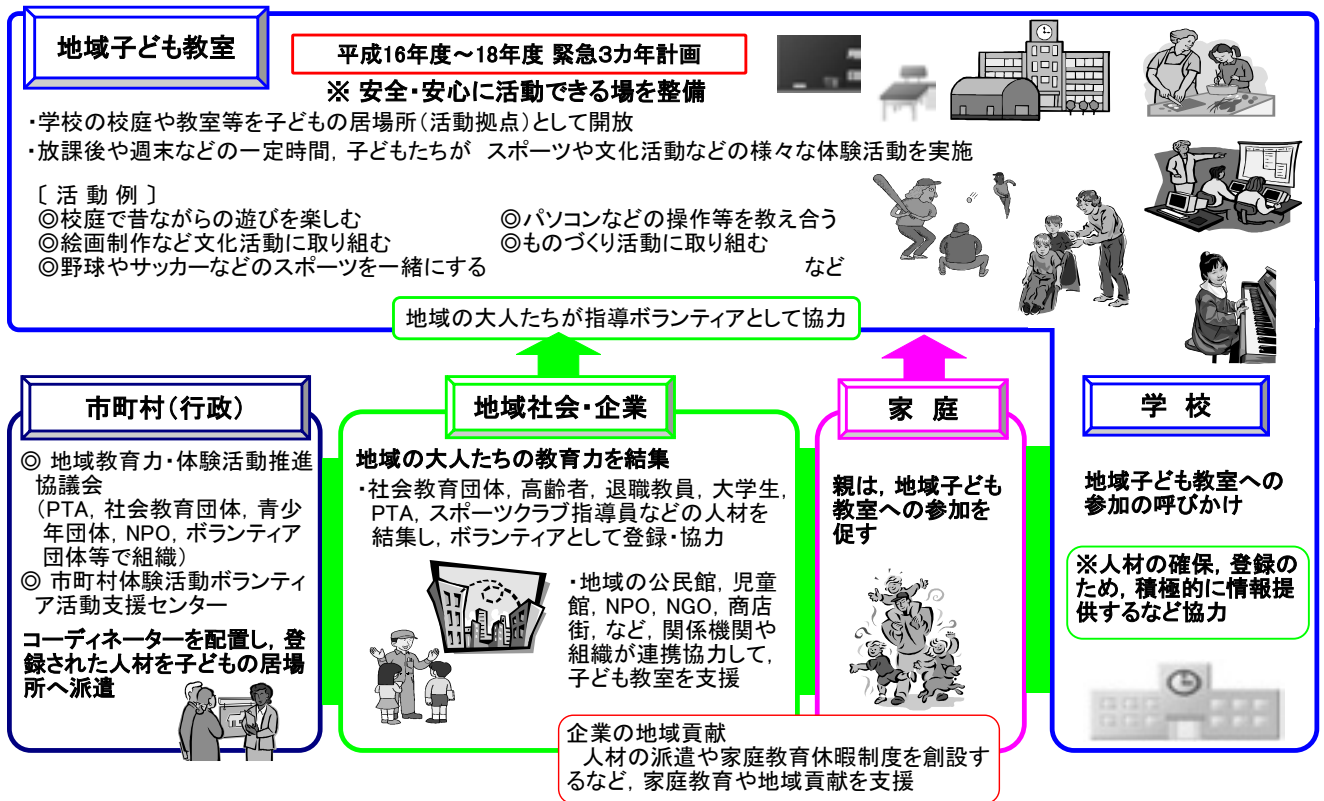 地域子ども教室
平成16年度～18年度 緊急3カ年計画
※ 安全・安心に活動できる場を整備
・学校の校庭や教室等を子どもの居場所（活動拠点）として開放
・放課後や週末などの一定時間，子どもたちが スポーツや文化活動などの様々な体験活動を実施
〔 活 動 例 〕
◎校庭で昔ながらの遊びを楽しむ
◎絵画制作など文化活動に取り組む
◎野球やサッカーなどのスポーツを一緒にする
◎パソコンなどの操作等を教え合う
◎ものづくり活動に取り組む
など
地域の大人たちが指導ボランティアとして協力
市町村（行政）
◎ 地域教育力・体験活動推進
協議会
（PTA，社会教育団体，青少
年団体，NPO，ボランティア
団体等で組織）
◎ 市町村体験活動ボランティ
ア活動支援センター
コーディネーターを配置し，登
録された人材を子どもの居場
所へ派遣
地域社会・企業
地域の大人たちの教育力を結集
・社会教育団体，高齢者，退職教員，大学生，
PTA，スポーツクラブ指導員などの人材を
結集し，ボランティアとして登録・協力
・地域の公民館，児童
館，NPO，NGO，商店
街，など，関係機関や
組織が連携協力して，
子ども教室を支援
家 庭
親は，地域子ども
教室への参加を
促す
企業の地域貢献
人材の派遣や家庭教育休暇制度を創設す
るなど，家庭教育や地域貢献を支援
学 校
地域子ども教室への
参加の呼びかけ
※人材の確保，登録の
ため，積極的に情報提
供するなど協力